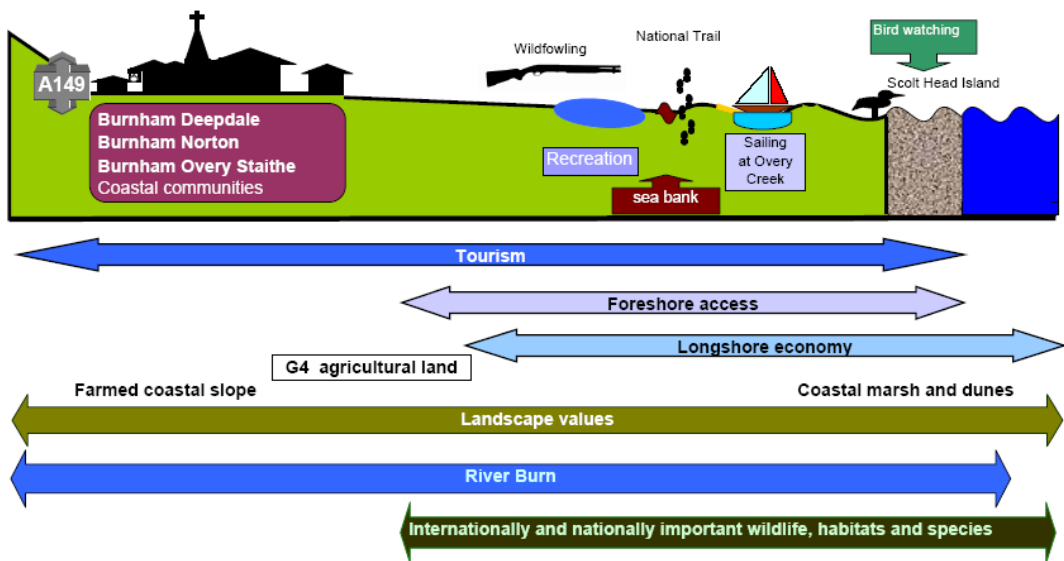 Bird watching
National Trail
Wildfowling
A149
Scolt Head Island
Burnham Deepdale
Burnham Norton
Burnham Overy Staithe
Coastal communities
Recreation
Sailing
at Overy
Creek
sea bank
Tourism
Foreshore access
Longshore economy
G4 agricultural land
Farmed coastal slope
Coastal marsh and dunes
Landscape values
River Burn
Internationally and nationally important wildlife, habitats and species